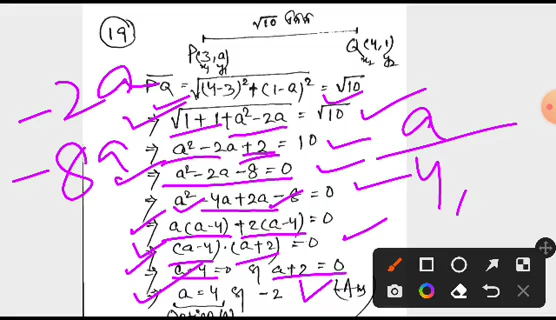 19
√10
P(3,a) Q(4,1)
x₁ y₁ x₂ y₂
PQ = √(4-3)²+(1-a)² = √10
⇒ √1+1+a²-2a = √10
⇒ a²-2a+2 = 10
⇒ a²-2a-8 = 0
⇒ a²-4a+2a-8 = 0
⇒ a(a-4)+2(a-4) = 0
⇒ (a-4)·(a+2) = 0
⇒ a-4=0 a+2=0
⇒ a=4, -2 (Ans)
-2a
-8a
a
4,